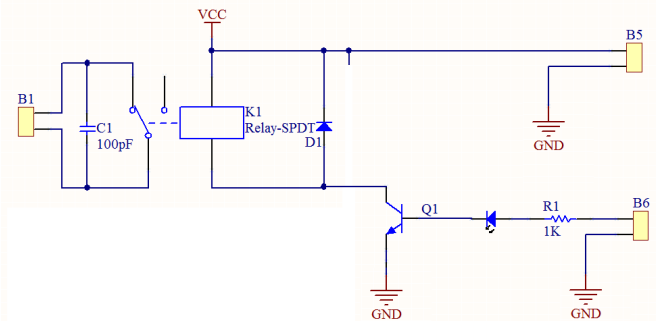 VCC
B5
B1
K1
C1
Relay-SPDT
100pF
D1
GND
Q1
R1
B6
1K
GND
GND